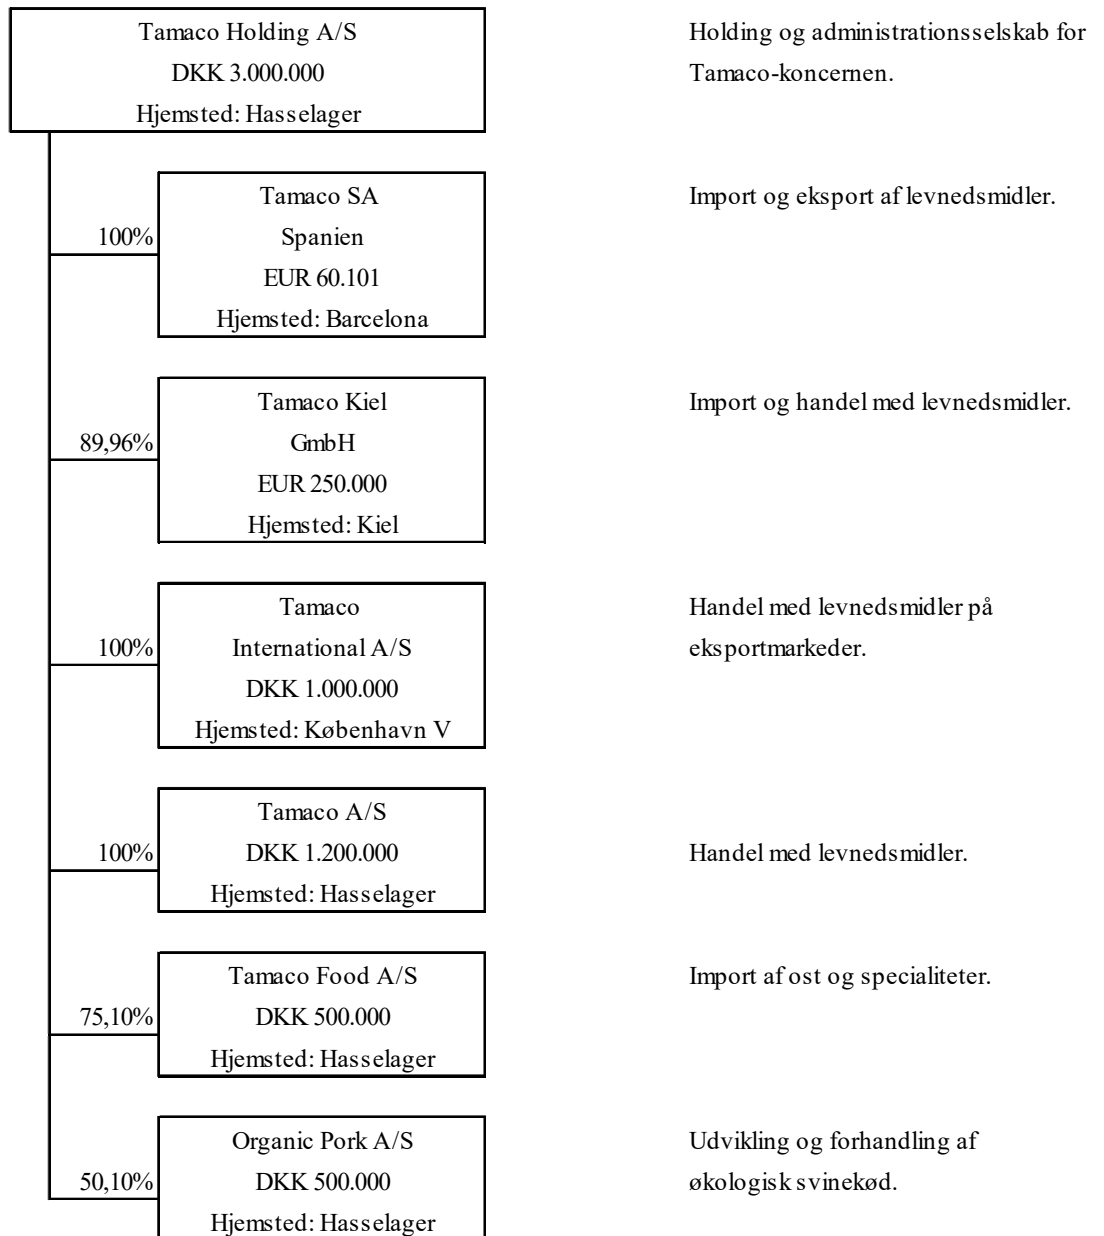 Tamaco Holding A/S
DKK 3.000.000
Hjemsted: Hasselager
Holding og administrationsselskab for
Tamaco-koncernen.
100%
Tamaco SA
Spanien
EUR 60.101
Hjemsted: Barcelona
Import og eksport af levnedsmidler.
89,96%
Tamaco Kiel
GmbH
EUR 250.000
Hjemsted: Kiel
Import og handel med levnedsmidler.
100%
Tamaco
International A/S
DKK 1.000.000
Hjemsted: København V
Handel med levnedsmidler på
eksportmarkeder.
100%
Tamaco A/S
DKK 1.200.000
Hjemsted: Hasselager
Handel med levnedsmidler.
75,10%
Tamaco Food A/S
DKK 500.000
Hjemsted: Hasselager
Import af ost og specialiteter.
50,10%
Organic Pork A/S
DKK 500.000
Hjemsted: Hasselager
Udvikling og forhandling af
økologisk svinekød.